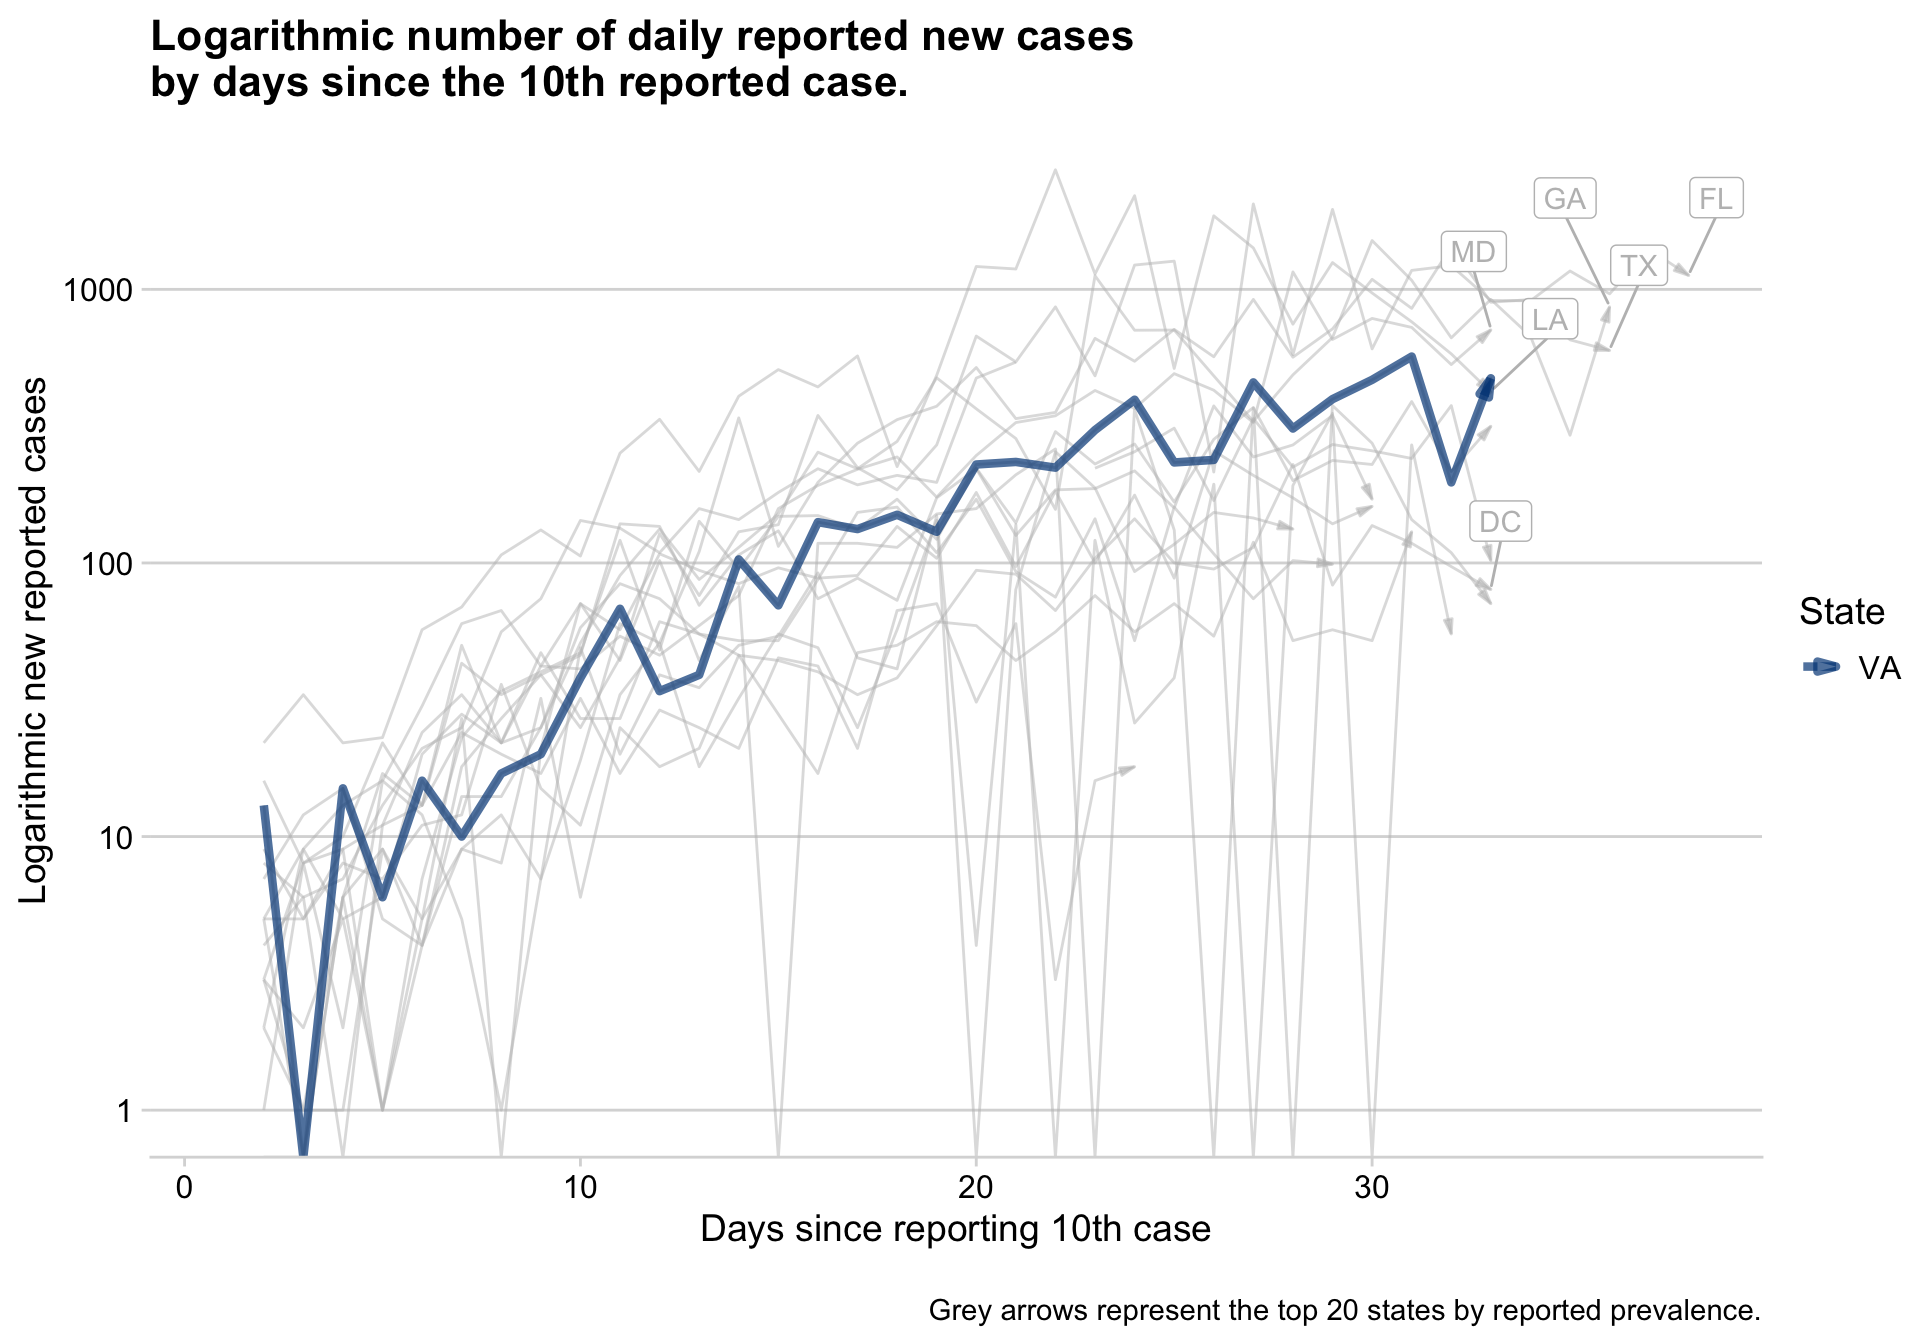 Logarithmic number of daily reported new cases
by days since the 10th reported case.
GA
FL
MD
TX
LA
DC
1000
100
10
1
Logarithmic new reported cases
State
VA
0
10
20
30
Days since reporting 10th case
Grey arrows represent the top 20 states by reported prevalence.